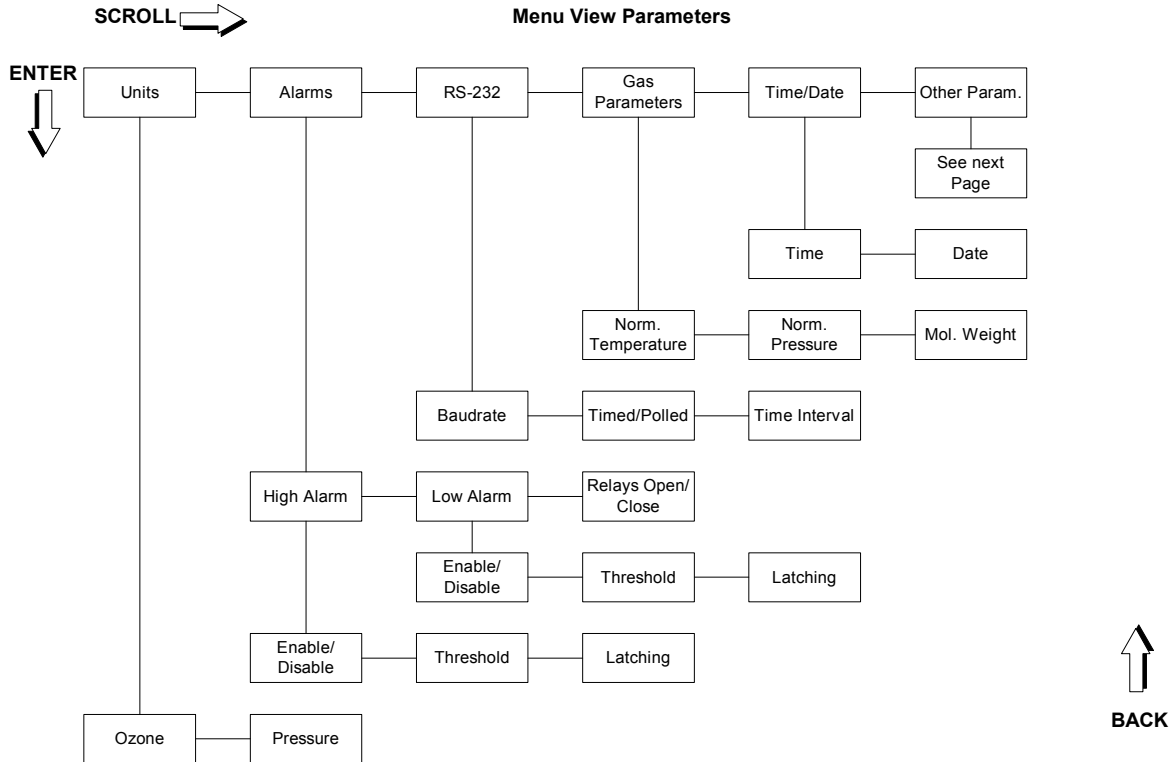 SCROLL
Menu View Parameters
ENTER
Units
Alarms
RS-232
Gas
Parameters
Time/Date
Other Param.
See next
Page
Time
Date
Norm.
Temperature
Norm.
Pressure
Mol. Weight
Baudrate
Timed/Polled
Time Interval
High Alarm
Low Alarm
Relays Open/
Close
Enable/
Disable
Threshold
Latching
Enable/
Disable
Threshold
Latching
BACK
Ozone
Pressure